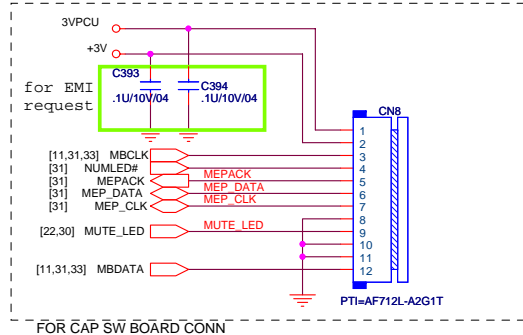 3VPCU
+3V
C393
.1U/10V/04
C394
.1U/10V/04
for EMI
request
CN8
1
2
[11,31,33] MBCLK 3
[31] NUMLED# 4
[31] MEPACK MEPACK 5
[31] MEP_DATA MEP_DATA 6
[31] MEP_CLK MEP_CLK 7
8
[22,30] MUTE_LED MUTE_LED 9
10
11
[11,31,33] MBDATA 12
PTI=AF712L-A2G1T
FOR CAP SW BOARD CONN